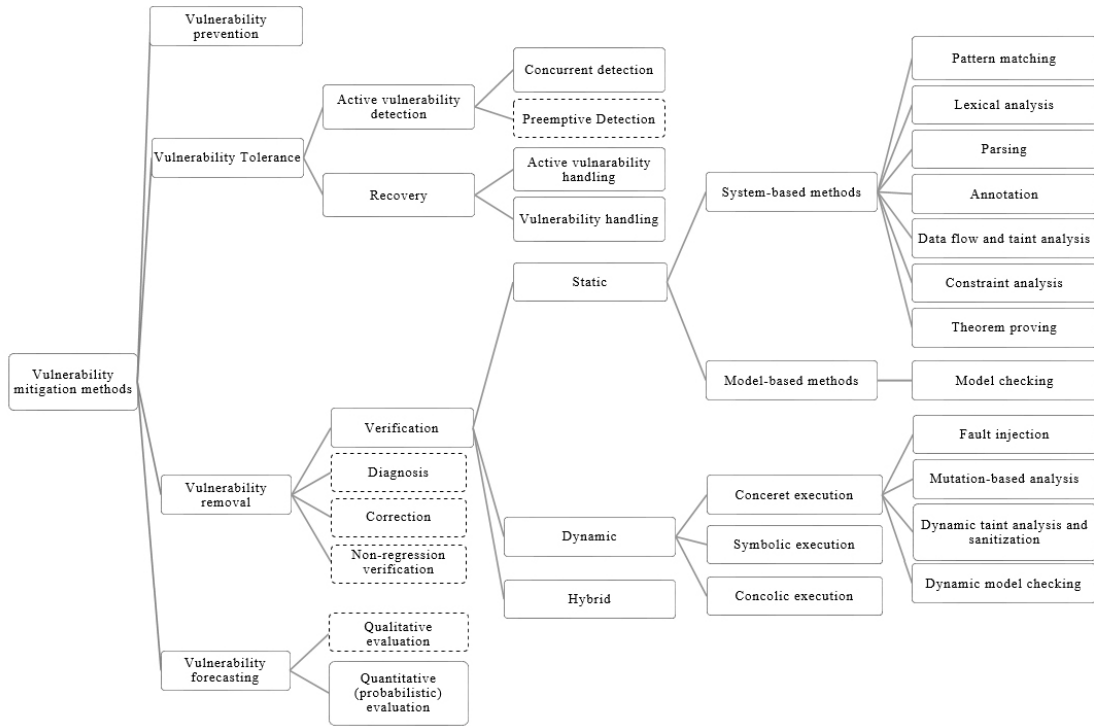 Vulnerability
mitigation methods
Vulnerability
prevention
Vulnerability Tolerance
Active vulnerability
detection
Concurrent detection
Preemptive Detection
Recovery
Active vulnarability
handling
Vulnerability handling
Vulnerability
removal
Verification
Static
System-based methods
Pattern matching
Lexical analysis
Parsing
Annotation
Data flow and taint analysis
Constraint analysis
Theorem proving
Model-based methods
Model checking
Dynamic
Conceret execution
Fault injection
Mutation-based analysis
Dynamic taint analysis and
sanitization
Dynamic model checking
Symbolic execution
Concolic execution
Hybrid
Diagnosis
Correction
Non-regression
verification
Vulnerability
forecasting
Qualitative
evaluation
Quantitative
(probabilistic)
evaluation